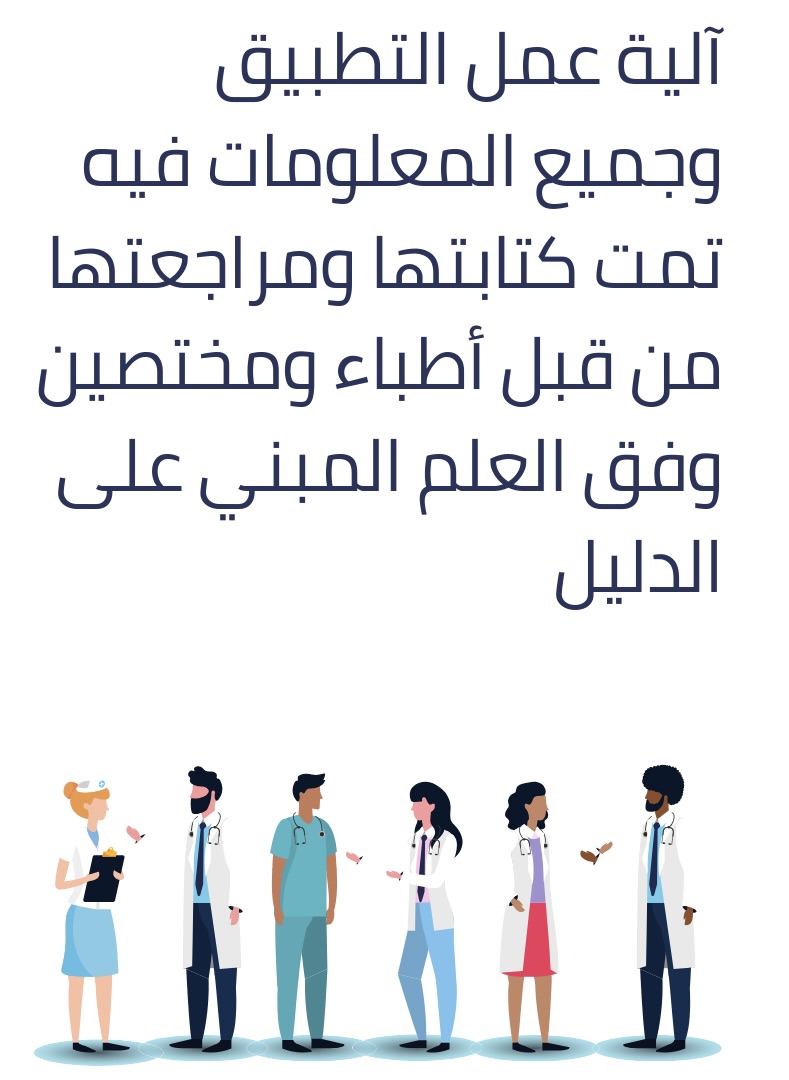 آلية عمل التطبيق
وجميع المعلومات فيه
تمت كتابتها ومراجعتها
من قبل أطباء ومختصين
وفق العلم المبني على
الدليل